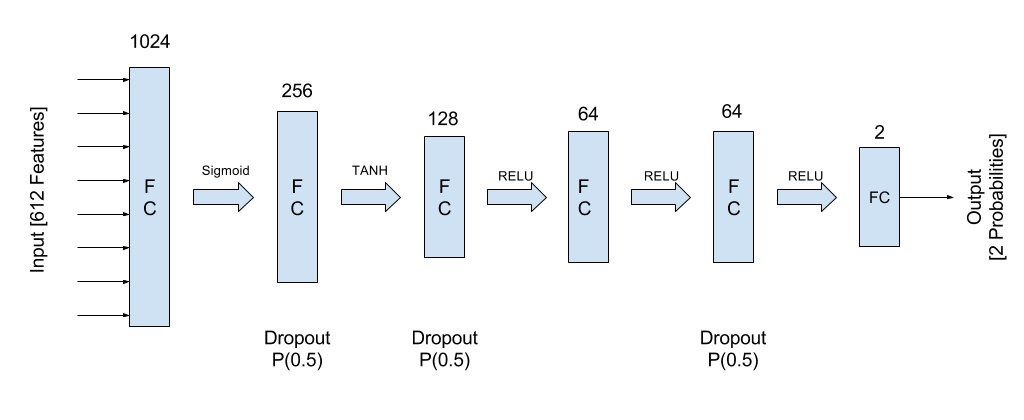 1024
256
128
64
64
2
Input [612 Features]
F
C
Sigmoid
F
C
TANH
F
C
RELU
F
C
RELU
F
C
RELU
FC
Output
[2 Probabilities]
Dropout
P(0.5)
Dropout
P(0.5)
Dropout
P(0.5)